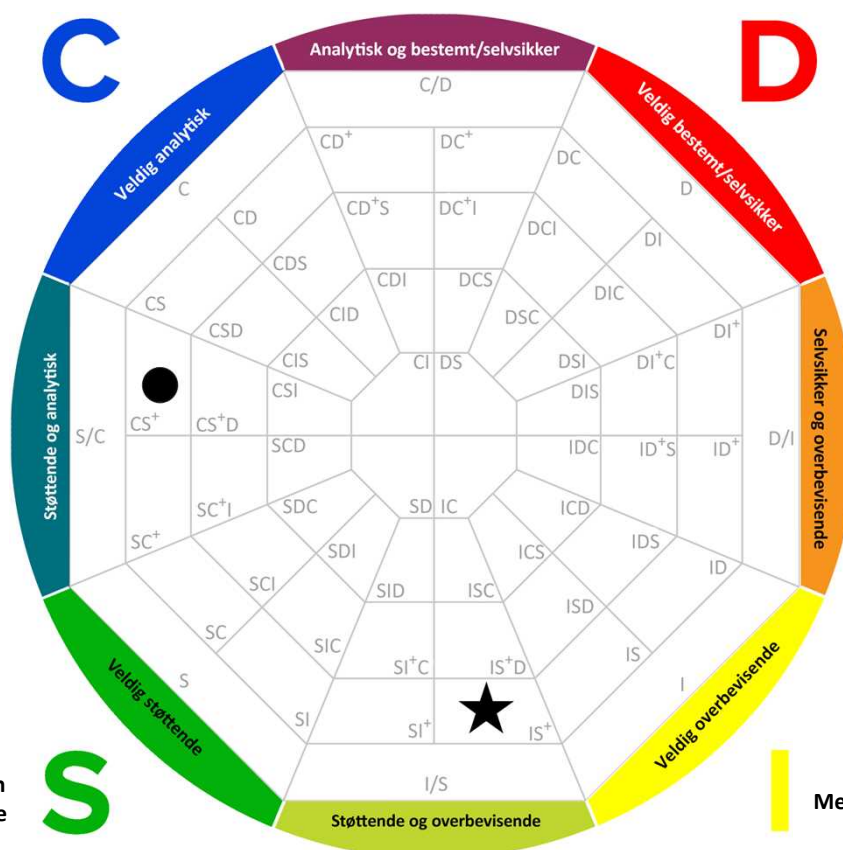 C
D
Analytisk og bestemt/selvsikker
Veldig analytisk
Veldig bestemt/selvsikker
C/D
CD⁺
DC⁺
DC
C
D
CD
CD⁺S
DC⁺I
DCI
DI
CDS
CDI
DCS
DIC
CS
CSD
CID
DSC
DI⁺
CIS
CI
DS
DSI
DI⁺C
CSI
DIS
Støttende og analytisk
S/C
CS⁺
CS⁺D
SCD
IDC
ID⁺S
ID⁺
D/I
Selvsikker og overbevisende
SC⁺
SC⁺I
SDC
SD
IC
ICD
IDS
ID
SDI
ICS
SCI
SID
ISC
ISD
SC
SIC
IS
SI⁺C
IS⁺D
S
I
SI
SI⁺
IS⁺
I/S
Veldig støttende
Veldig overbevisende
Støttende og overbevisende
S
I
n
e
Me